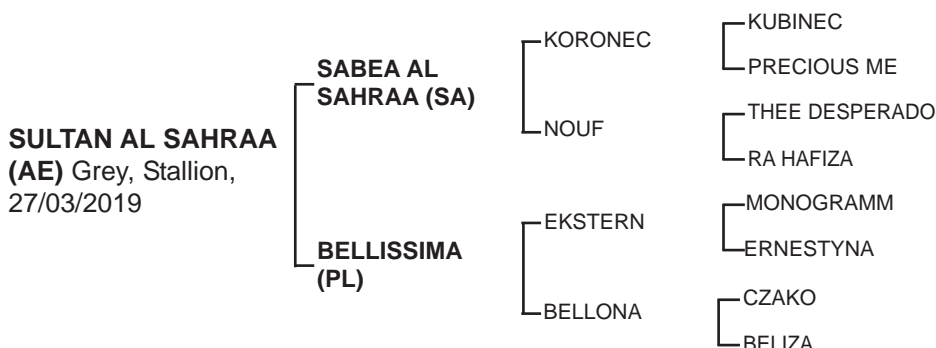 SULTAN AL SAHRAA
(AE) Grey, Stallion,
27/03/2019
SABEA AL
SAHRAA (SA)
BELLISSIMA
(PL)
KORONEC
NOUF
EKSTERN
BELLONA
KUBINEC
PRECIOUS ME
THEE DESPERADO
RA HAFIZA
MONOGRAMM
ERNESTYNA
CZAKO
BELIZA